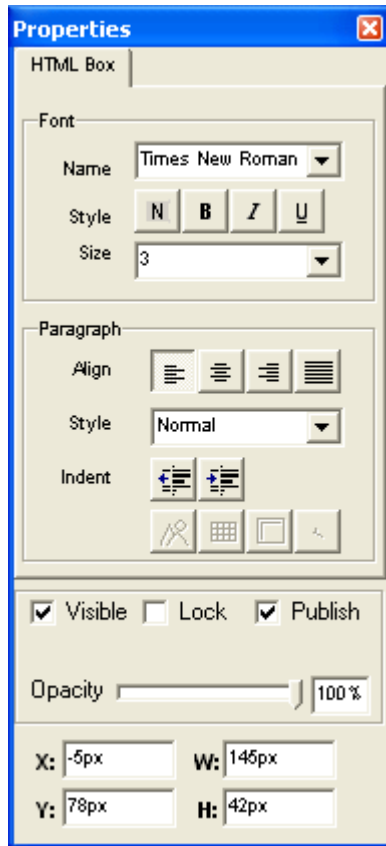 Properties
HTML Box
Font
Name Times New Roman
Style N B I U
Size 3
Paragraph
Align
Style Normal
Indent
Visible Lock Publish
Opacity 100%
X: -5px W: 145px
Y: 78px H: 42px